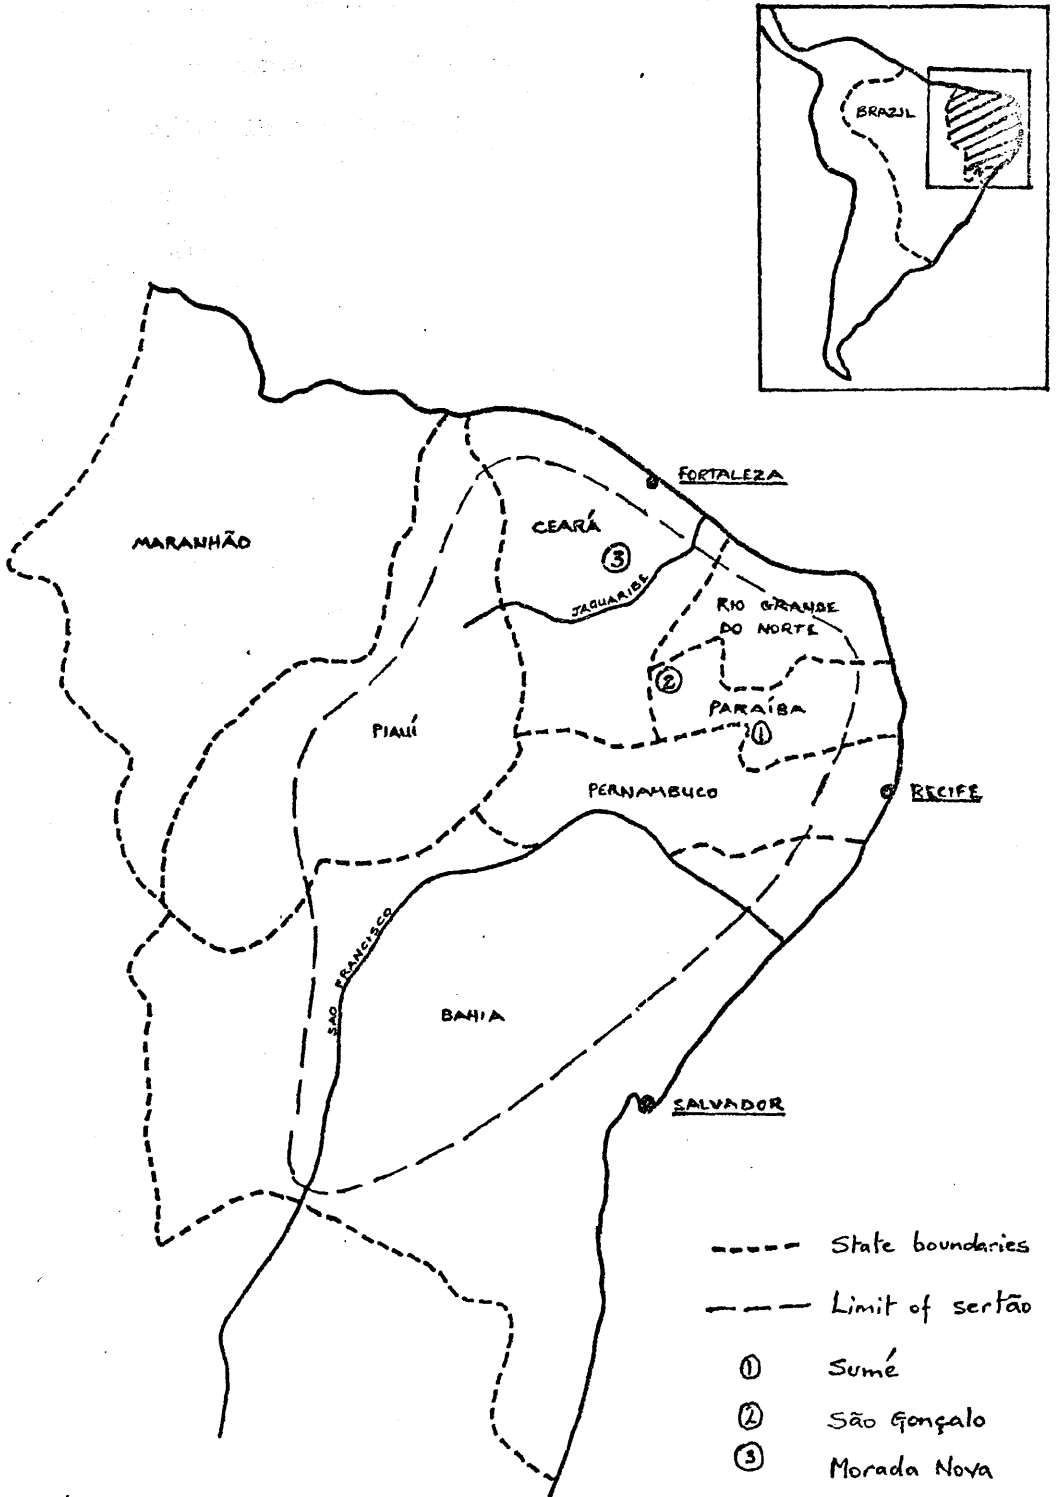 BRAZIL
FORTALEZA
CEARÁ
MARANHÃO
3
JAGUARIBE
RIO GRANDE
DO NORTE
2
PARAÍBA
PIAUÍ
1
PERNAMBUCO
RECIFE
SAO FRANCISCO
BAHIA
SALVADOR
State boundaries
Limit of sertão
1 Sumé
2 São Gonçalo
3 Morada Nova